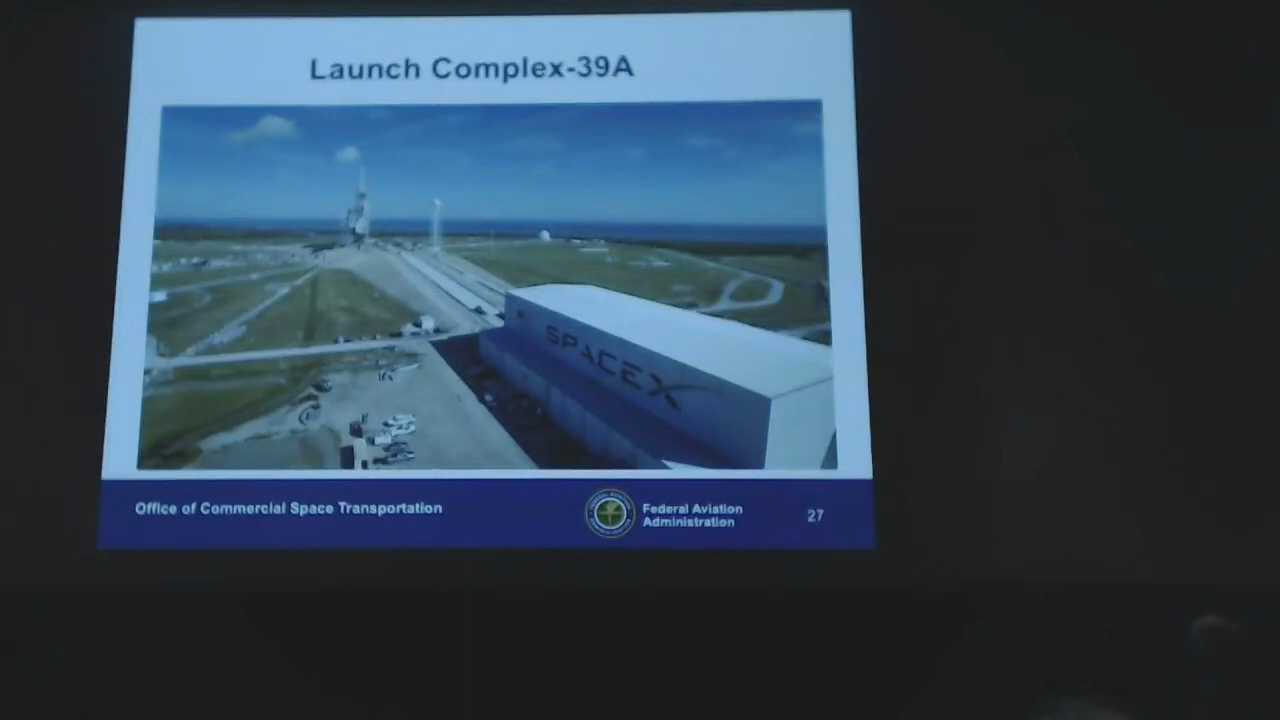 Launch Complex-39A
SPACEX
Office of Commercial Space Transportation
Federal Aviation
Administration
27